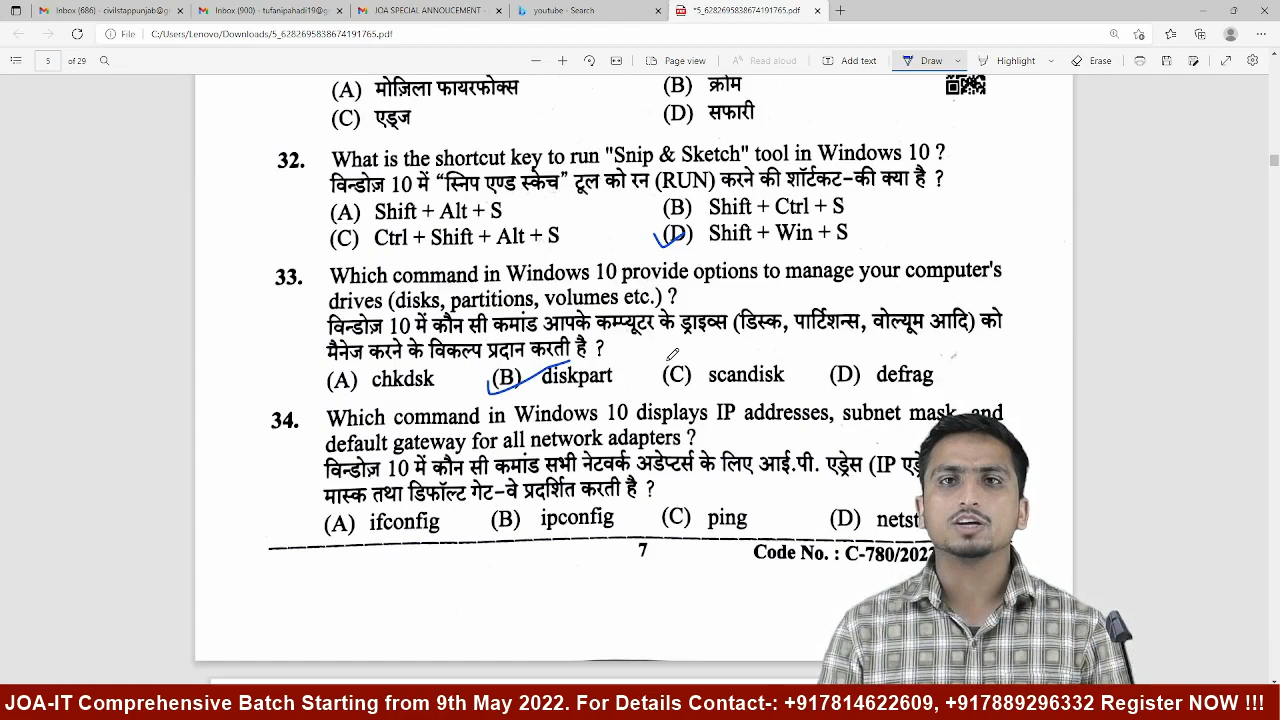 Inbox (686) - civilstappunjab@g
Inbox (900) - tufanipahadi19@g
JOA SPECIAL ANNOUCEMENT -
youtube - Search
*5_6282695838674191765.pdf
File
C:/Users/Lenovo/Downloads/5_6282695838674191765.pdf
5 of 29
Page view
Read aloud
Add text
Draw
Highlight
Erase
(A) मोज़िला फायरफोक्स (B) क्रोम
(C) एड्ज (D) सफारी
32. What is the shortcut key to run "Snip & Sketch" tool in Windows 10 ?
विन्डोज़ 10 में “स्निप एण्ड स्केच” टूल को रन (RUN) करने की शॉर्टकट-की क्या है ?
(A) Shift + Alt + S (B) Shift + Ctrl + S
(C) Ctrl + Shift + Alt + S (D) Shift + Win + S
33. Which command in Windows 10 provide options to manage your computer's
drives (disks, partitions, volumes etc.) ?
विन्डोज़ 10 में कौन सी कमांड आपके कम्प्यूटर के ड्राइव्स (डिस्क, पार्टिशन्स, वोल्यूम आदि) को
मैनेज करने के विकल्प प्रदान करती है ?
(A) chkdsk (B) diskpart (C) scandisk (D) defrag
34. Which command in Windows 10 displays IP addresses, subnet mask, and
default gateway for all network adapters ?
विन्डोज़ 10 में कौन सी कमांड सभी नेटवर्क अडेप्टर्स के लिए आई.पी. एड्रेस (IP
मास्क तथा डिफॉल्ट गेट-वे प्रदर्शित करती है ?
(A) ifconfig (B) ipconfig (C) ping (D) netst
7
Code No. : C-780/202
JOA-IT Comprehensive Batch Starting from 9th May 2022. For Details Contact-: +917814622609, +917889296332 Register NOW !!!